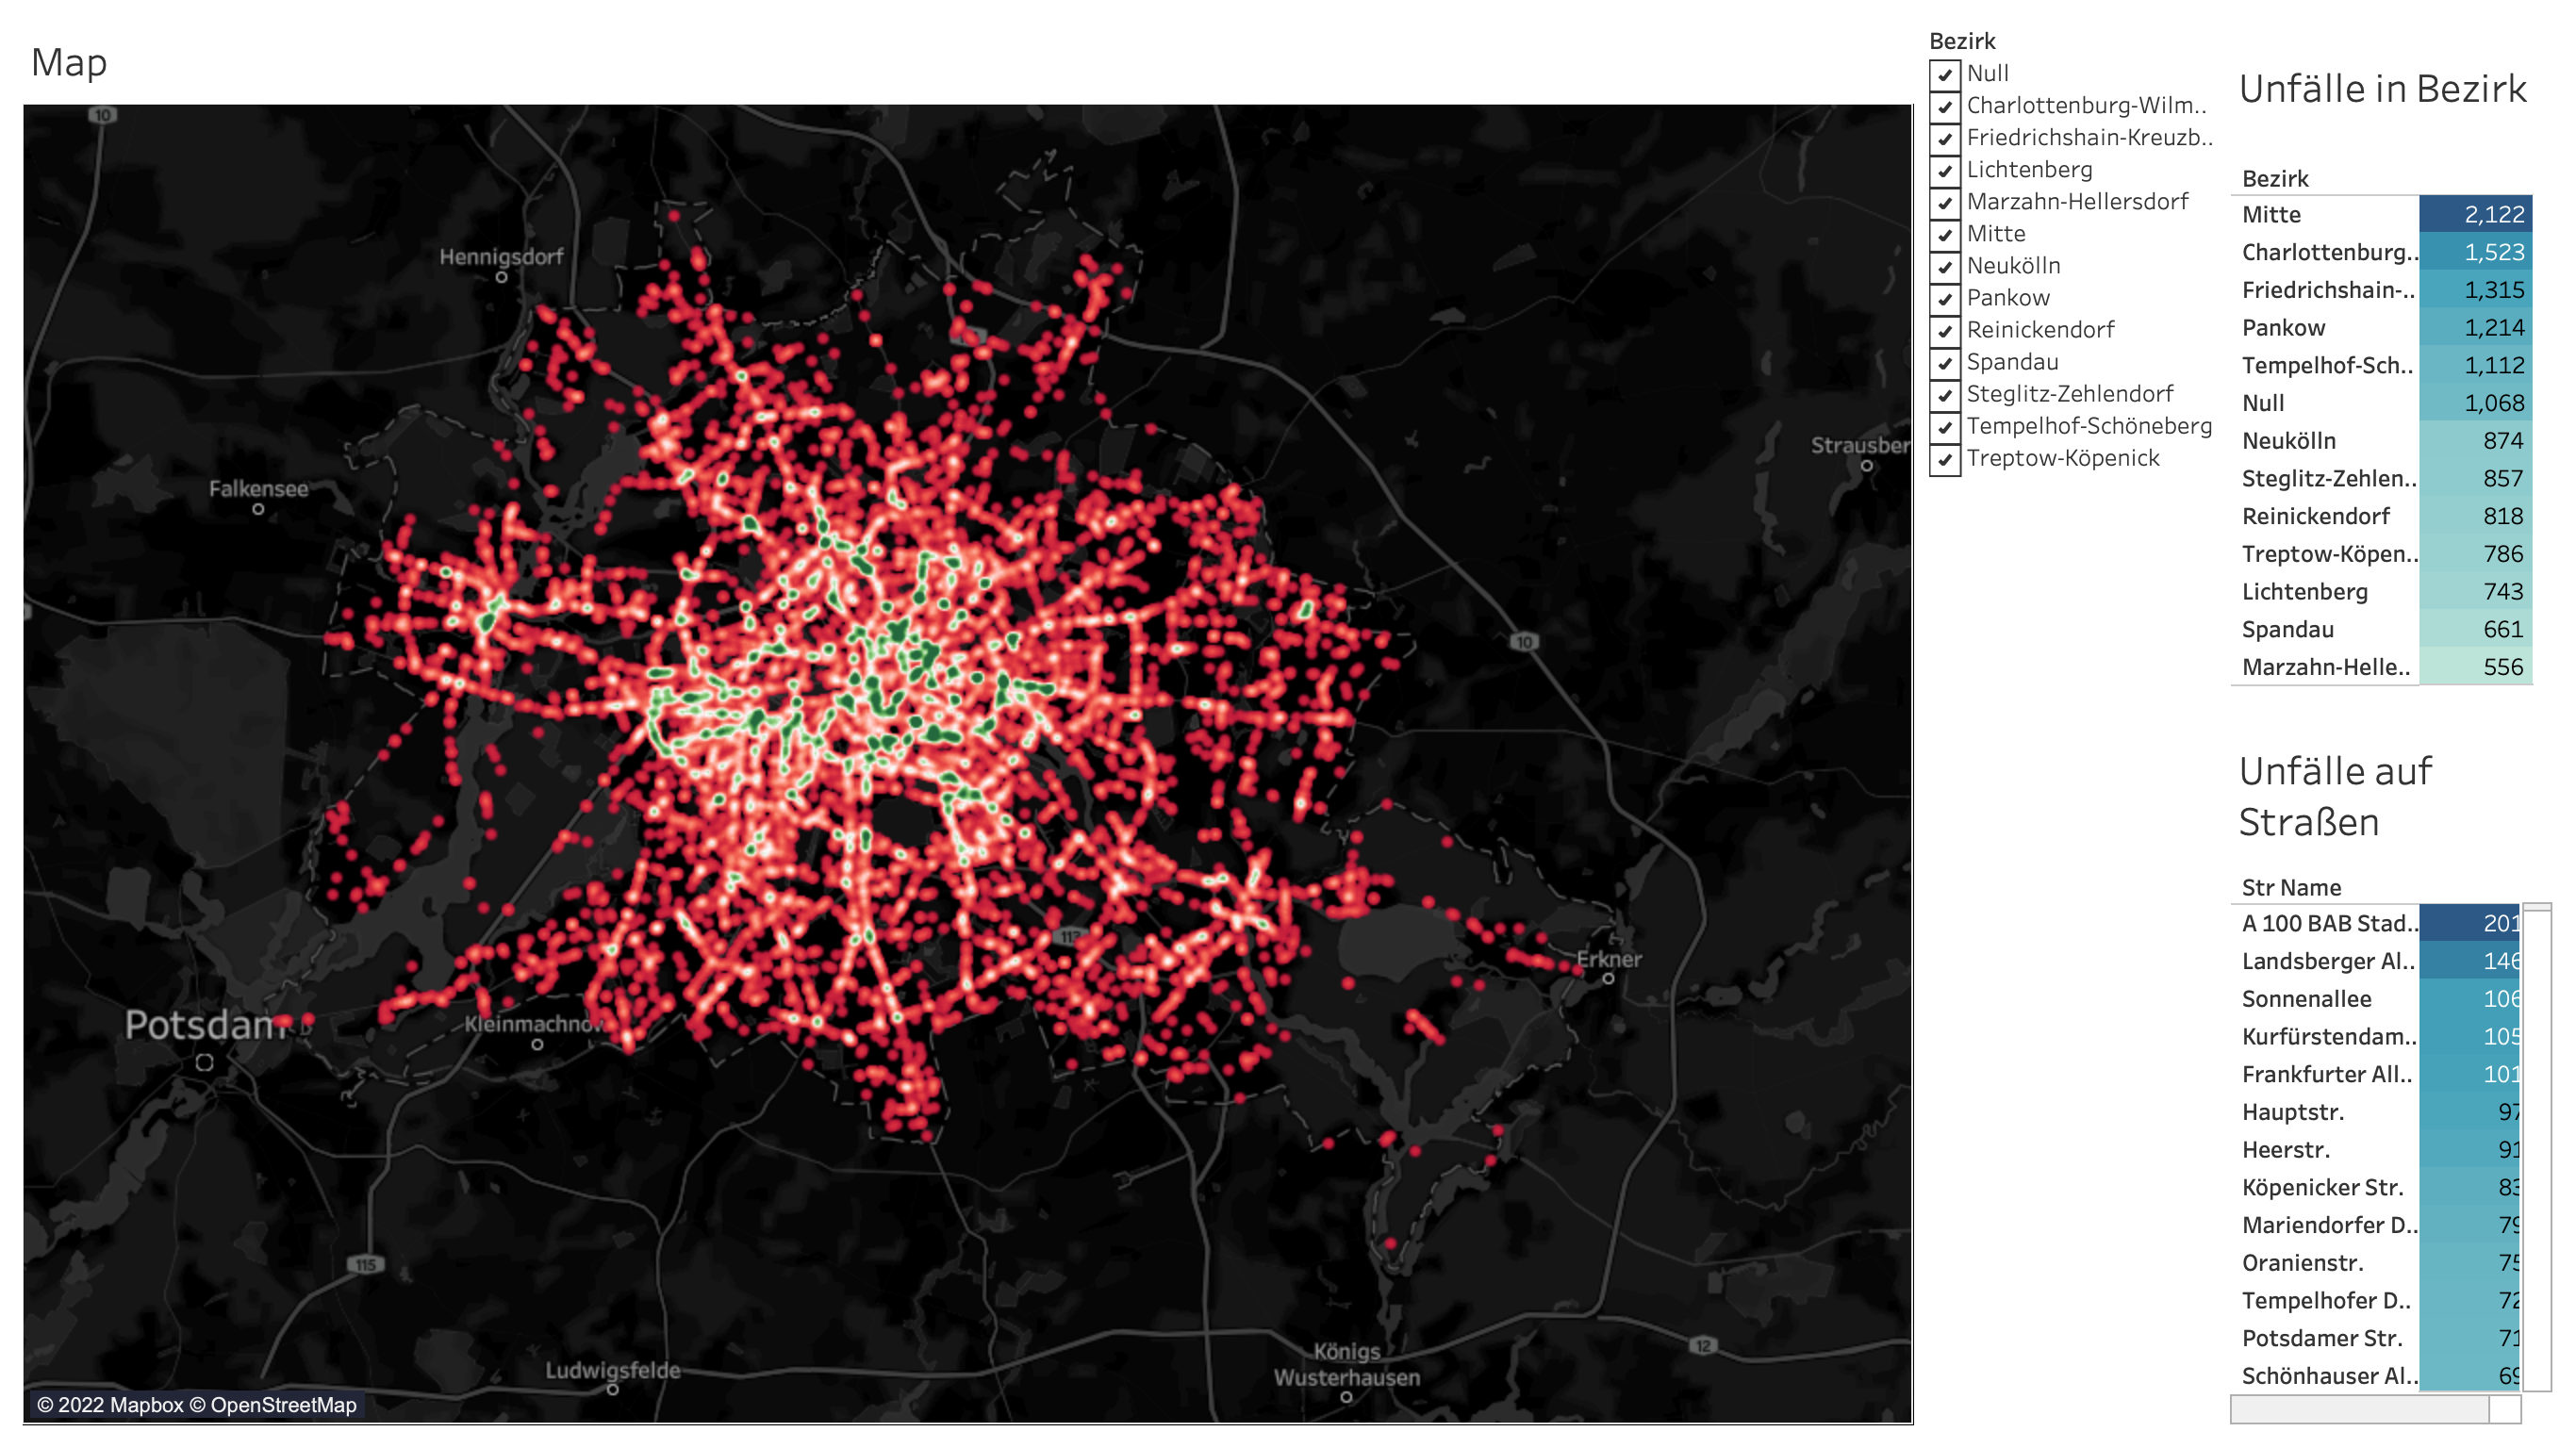 Map
10
Hennigsdorf
Strausber
Falkensee
10
Erkner
Potsdam
Kleinmachnow
115
12
Ludwigsfelde
Königs
Wusterhausen
© 2022 Mapbox © OpenStreetMap
Bezirk
Null
Charlottenburg-Wilm..
Friedrichshain-Kreuzb..
Lichtenberg
Marzahn-Hellersdorf
Mitte
Neukölln
Pankow
Reinickendorf
Spandau
Steglitz-Zehlendorf
Tempelhof-Schöneberg
Treptow-Köpenick
Unfälle in Bezirk
Bezirk
Mitte 2,122
Charlottenburg.. 1,523
Friedrichshain-.. 1,315
Pankow 1,214
Tempelhof-Sch.. 1,112
Null 1,068
Neukölln 874
Steglitz-Zehlen.. 857
Reinickendorf 818
Treptow-Köpen.. 786
Lichtenberg 743
Spandau 661
Marzahn-Helle.. 556
Unfälle auf
Straßen
Str Name
A 100 BAB Stad.. 201
Landsberger Al.. 146
Sonnenallee 106
Kurfürstendam.. 105
Frankfurter All.. 101
Hauptstr. 97
Heerstr. 91
Köpenicker Str. 83
Mariendorfer D.. 79
Oranienstr. 75
Tempelhofer D.. 72
Potsdamer Str. 71
Schönhauser Al.. 69